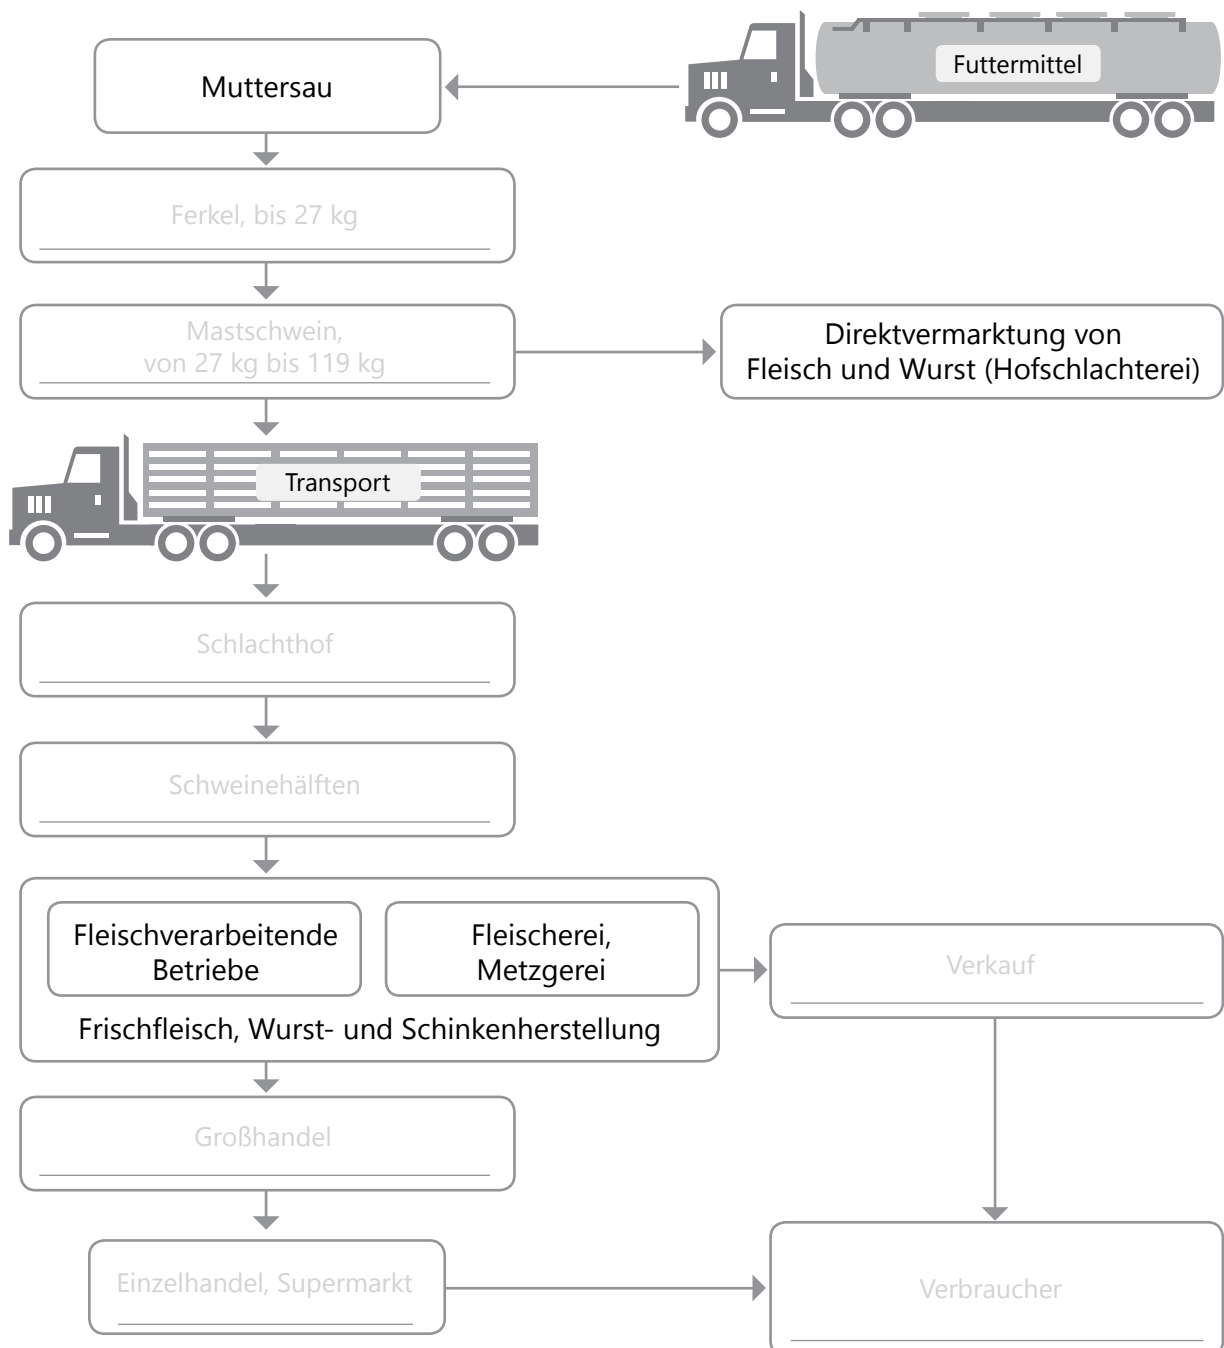 Futtermittel
Muttersau
Ferkel, bis 27 kg
Mastschwein,
von 27 kg bis 119 kg
Direktvermarktung von
Fleisch und Wurst (Hofschlachterei)
Transport
Schlachthof
Schweinehälften
Fleischverarbeitende
Betriebe
Fleischerei,
Metzgerei
Frischfleisch, Wurst- und Schinkenherstellung
Verkauf
Großhandel
Einzelhandel, Supermarkt
Verbraucher